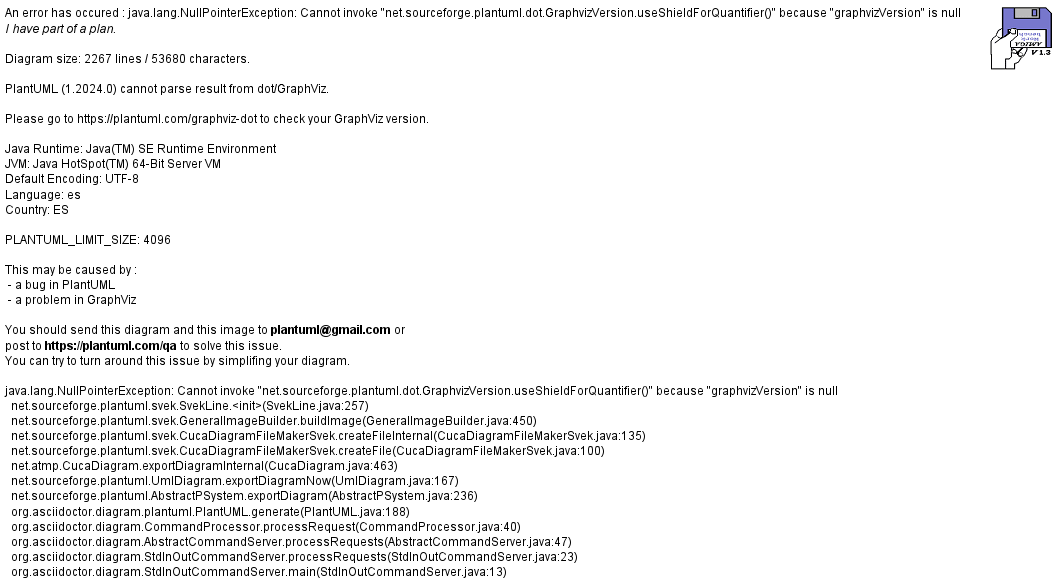 An error has occured : java.lang.NullPointerException: Cannot invoke "net.sourceforge.plantuml.dot.GraphvizVersion.useShieldForQuantifier()" because "graphvizVersion" is null
I have part of a plan.
Diagram size: 2267 lines / 53680 characters.
PlantUML (1.2024.0) cannot parse result from dot/GraphViz.
Please go to https://plantuml.com/graphviz-dot to check your GraphViz version.
Java Runtime: Java(TM) SE Runtime Environment
JVM: Java HotSpot(TM) 64-Bit Server VM
Default Encoding: UTF-8
Language: es
Country: ES
PLANTUML_LIMIT_SIZE: 4096
This may be caused by :
- a bug in PlantUML
- a problem in GraphViz
You should send this diagram and this image to plantuml@gmail.com or
post to https://plantuml.com/qa to solve this issue.
You can try to turn around this issue by simplifing your diagram.
java.lang.NullPointerException: Cannot invoke "net.sourceforge.plantuml.dot.GraphvizVersion.useShieldForQuantifier()" because "graphvizVersion" is null
net.sourceforge.plantuml.svek.SvekLine.<init>(SvekLine.java:257)
net.sourceforge.plantuml.svek.GeneralImageBuilder.buildImage(GeneralImageBuilder.java:450)
net.sourceforge.plantuml.svek.CucaDiagramFileMakerSvek.createFileInternal(CucaDiagramFileMakerSvek.java:135)
net.sourceforge.plantuml.svek.CucaDiagramFileMakerSvek.createFile(CucaDiagramFileMakerSvek.java:100)
net.atmp.CucaDiagram.exportDiagramInternal(CucaDiagram.java:463)
net.sourceforge.plantuml.UmlDiagram.exportDiagramNow(UmlDiagram.java:167)
net.sourceforge.plantuml.AbstractPSystem.exportDiagram(AbstractPSystem.java:236)
org.asciidoctor.diagram.plantuml.PlantUML.generate(PlantUML.java:188)
org.asciidoctor.diagram.CommandProcessor.processRequest(CommandProcessor.java:40)
org.asciidoctor.diagram.AbstractCommandServer.processRequests(AbstractCommandServer.java:47)
org.asciidoctor.diagram.StdInOutCommandServer.processRequests(StdInOutCommandServer.java:23)
org.asciidoctor.diagram.StdInOutCommandServer.main(StdInOutCommandServer.java:13)
AMIGA
V1.3